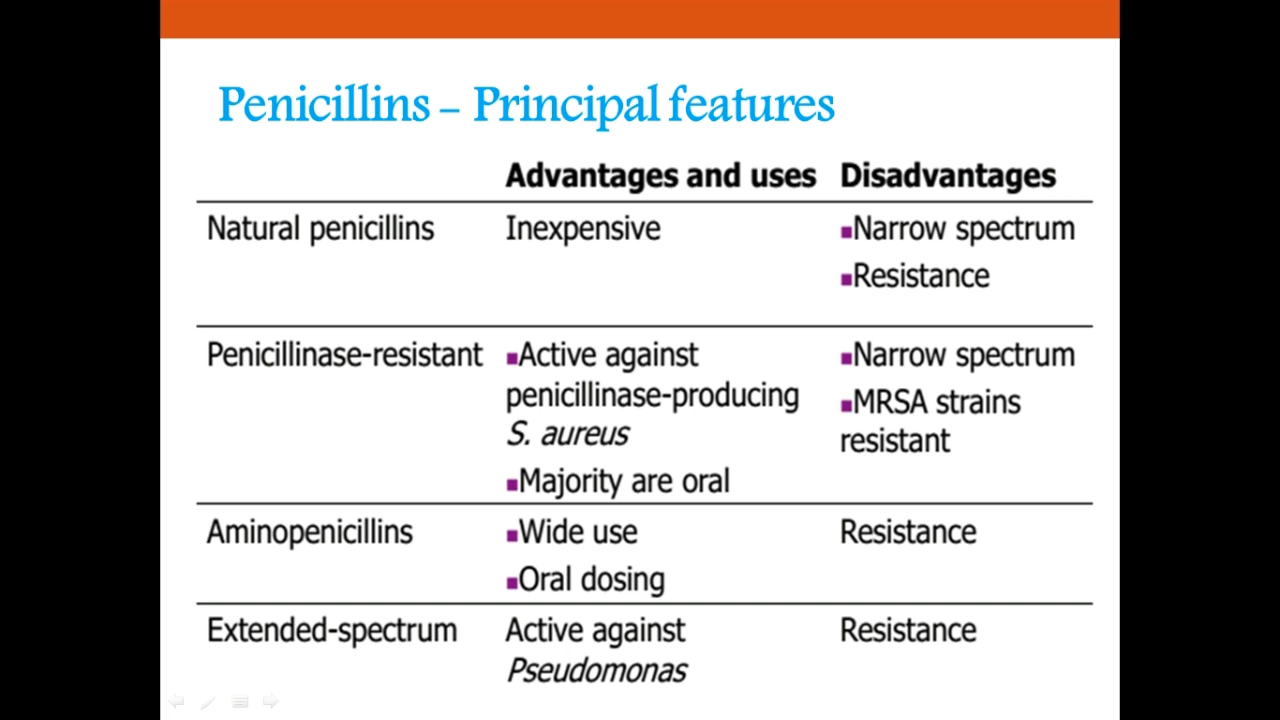 Penicillins – Principal features
Advantages and uses Disadvantages
Natural penicillins Inexpensive ▪Narrow spectrum
▪Resistance
Penicillinase-resistant ▪Active against ▪Narrow spectrum
penicillinase-producing ▪MRSA strains
S. aureus resistant
▪Majority are oral
Aminopenicillins ▪Wide use Resistance
▪Oral dosing
Extended-spectrum Active against Resistance
Pseudomonas